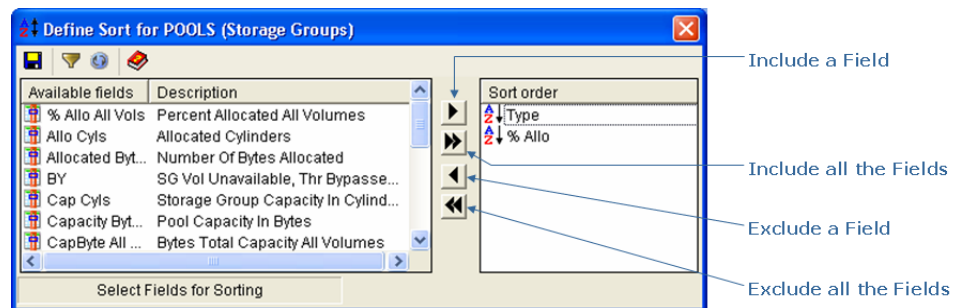 Define Sort for POOLS (Storage Groups)
Include a Field
Available fields Description
Sort order
% Allo All Vols Percent Allocated All Volumes
Type
Allo Cyls Allocated Cylinders
% Allo
Allocated Byt... Number Of Bytes Allocated
BY SG Vol Unavailable, Thr Bypasse...
Include all the Fields
Cap Cyls Storage Group Capacity In Cylind...
Capacity Byt... Pool Capacity In Bytes
Exclude a Field
CapByte All ... Bytes Total Capacity All Volumes
Select Fields for Sorting
Exclude all the Fields